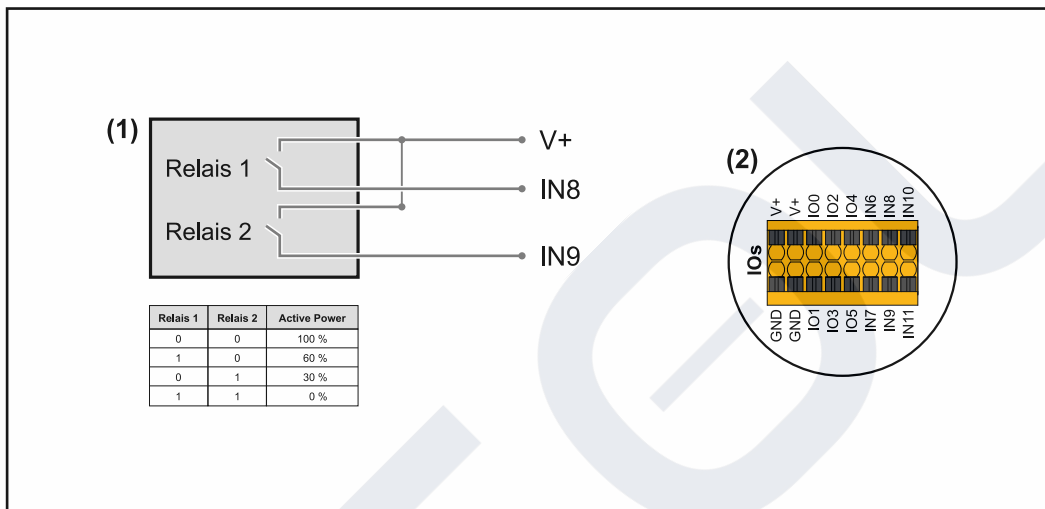 (1)
Relais 1
Relais 2
V+
IN8
IN9
Relais 1 Relais 2 Active Power
0 0 100 %
1 0 60 %
0 1 30 %
1 1 0 %
(2)
V+ V+ IO0 IO2 IO4 IN6 IN8 IN10
IOs
GND GND IO1 IO3 IO5 IN7 IN9 IN11